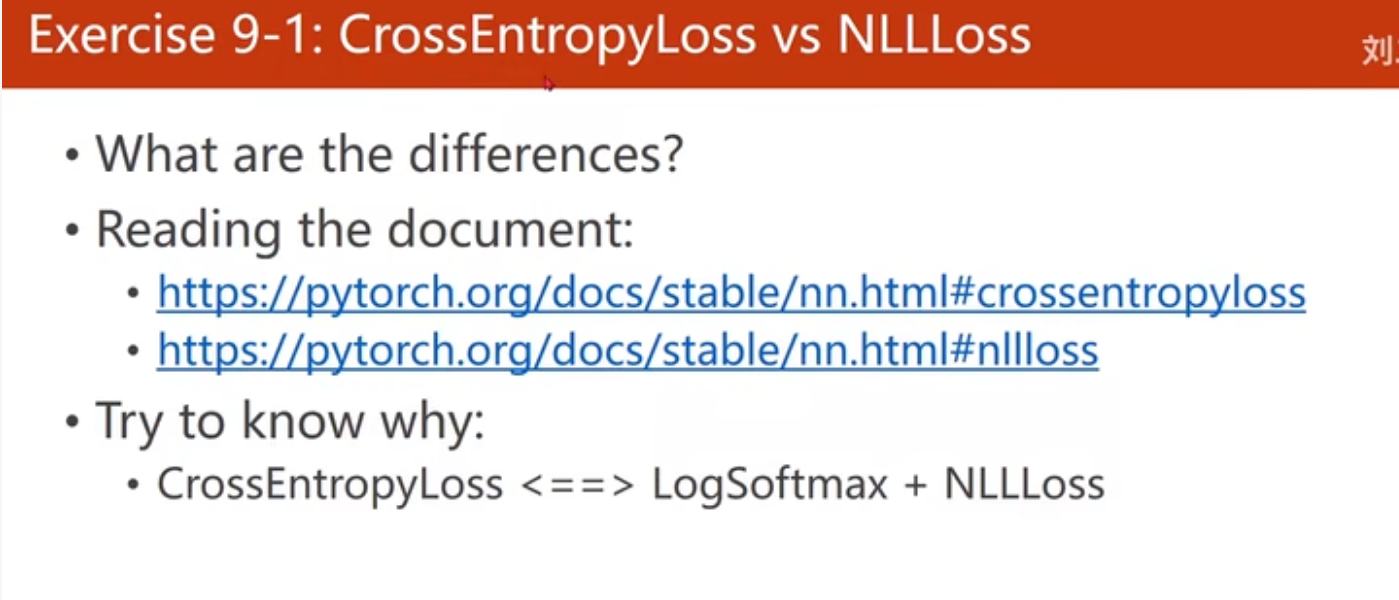 Exercise 9-1: CrossEntropyLoss vs NLLLoss
刘
• What are the differences?
• Reading the document:
• https://pytorch.org/docs/stable/nn.html#crossentropyloss
• https://pytorch.org/docs/stable/nn.html#nllloss
• Try to know why:
• CrossEntropyLoss <==> LogSoftmax + NLLLoss